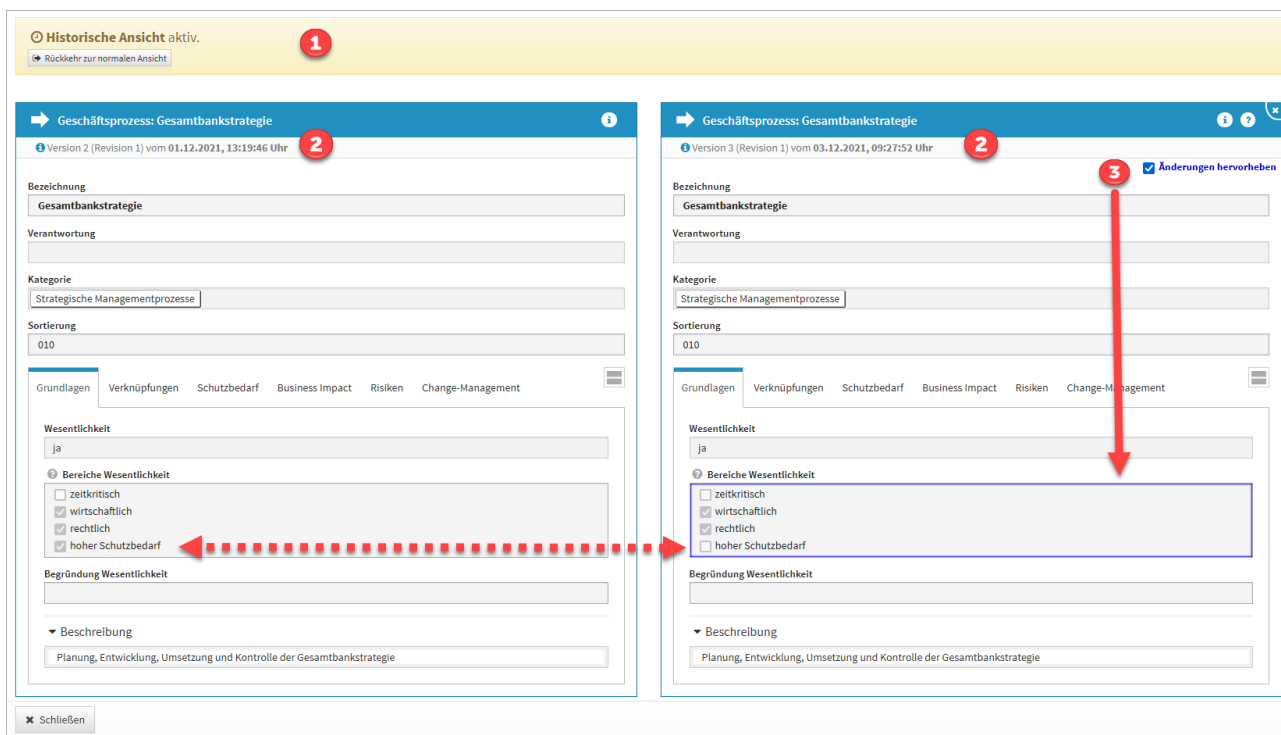 Historische Ansicht aktiv.
1
Rückkehr zur normalen Ansicht
Geschäftsprozess: Gesamtbankstrategie
Version 2 (Revision 1) vom 01.12.2021, 13:19:46 Uhr
2
Bezeichnung
Gesamtbankstrategie
Verantwortung
Kategorie
Strategische Managementprozesse
Sortierung
010
Grundlagen Verknüpfungen Schutzbedarf Business Impact Risiken Change-Management
Wesentlichkeit
ja
Bereiche Wesentlichkeit
zeitkritisch
wirtschaftlich
rechtlich
hoher Schutzbedarf
Begründung Wesentlichkeit
Beschreibung
Planung, Entwicklung, Umsetzung und Kontrolle der Gesamtbankstrategie
Geschäftsprozess: Gesamtbankstrategie
Version 3 (Revision 1) vom 03.12.2021, 09:27:52 Uhr
2
3
Änderungen hervorheben
Bezeichnung
Gesamtbankstrategie
Verantwortung
Kategorie
Strategische Managementprozesse
Sortierung
010
Grundlagen Verknüpfungen Schutzbedarf Business Impact Risiken Change-Management
Wesentlichkeit
ja
Bereiche Wesentlichkeit
zeitkritisch
wirtschaftlich
rechtlich
hoher Schutzbedarf
Begründung Wesentlichkeit
Beschreibung
Planung, Entwicklung, Umsetzung und Kontrolle der Gesamtbankstrategie
Schließen